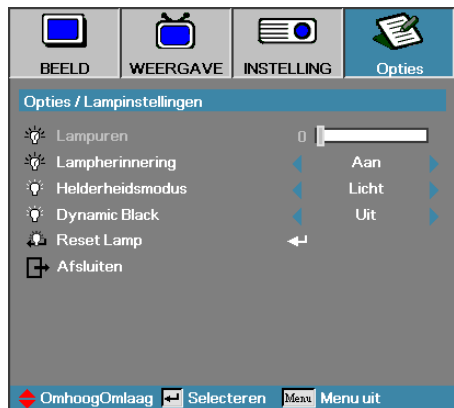 BEELD WEERGAVE INSTELLING Opties
Opties / Lampinstellingen
Lampuren 0
Lampherinnering Aan
Helderheidsmodus Licht
Dynamic Black Uit
Reset Lamp
Afsluiten
OmhoogOmlaag Selecteren Menu Menu uit